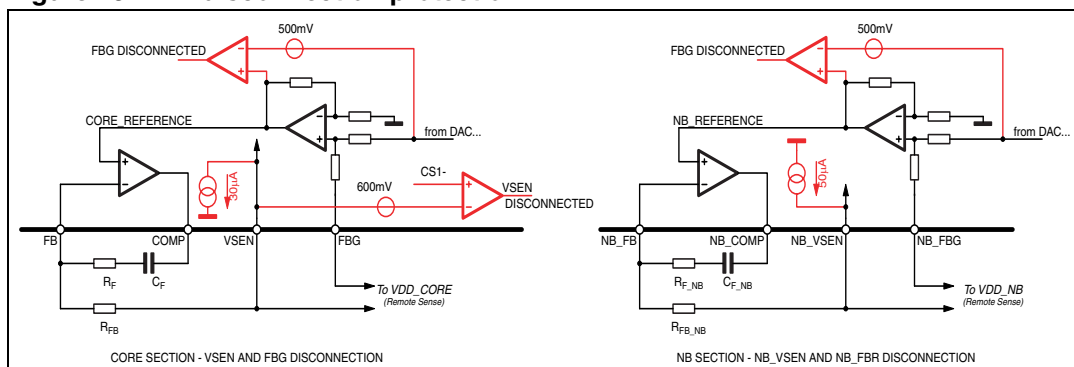 500mV
FBG DISCONNECTED
CORE_REFERENCE
from DAC...
30µA
CS1-
600mV
VSEN
DISCONNECTED
FB
COMP
VSEN
FBG
RF
CF
To VDD_CORE
(Remote Sense)
RFB
CORE SECTION - VSEN AND FBG DISCONNECTION
500mV
FBG DISCONNECTED
NB_REFERENCE
from DAC...
50µA
NB_FB
NB_COMP
NB_VSEN
NB_FBG
RF_NB
CF_NB
To VDD_NB
(Remote Sense)
RFB_NB
NB SECTION - NB_VSEN AND NB_FBR DISCONNECTION